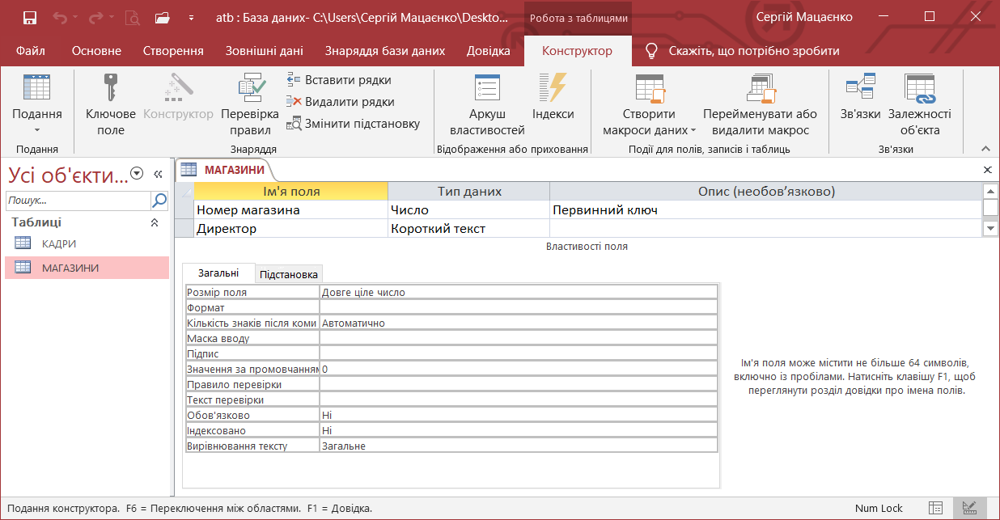 atb : База даних- C:\Users\Сергій Мацаєнко\Deskto...
Робота з таблицями
Сергій Мацаєнко
Файл Основне Створення Зовнішні дані Знаряддя бази даних Довідка Конструктор Скажіть, що потрібно зробити
Подання
Ключове поле
Конструктор
Перевірка правил
Вставити рядки
Видалити рядки
Змінити підстановку
Аркуш властивостей
Індекси
Створити макроси даних
Перейменувати або видалити макрос
Зв'язки
Залежності об'єкта
Подання Знаряддя Відображення або приховання Події для полів, записів і таблиць Зв'язки
Усі об'єкти...
Пошук...
Таблиці
КАДРИ
МАГАЗИНИ
МАГАЗИНИ
Ім'я поля Тип даних Опис (необов’язково)
Номер магазина Число Первинний ключ
Директор Короткий текст
Властивості поля
Загальні Підстановка
Розмір поля Довге ціле число
Формат
Кількість знаків після коми Автоматично
Маска вводу
Підпис
Значення за промовчанням 0
Правило перевірки
Текст перевірки
Обов'язково Ні
Індексовано Ні
Вирівнювання тексту Загальне
Ім'я поля може містити не більше 64 символів,
включно із пробілами. Натисніть клавішу F1, щоб
переглянути розділ довідки про імена полів.
Подання конструктора. F6 = Переключення між областями. F1 = Довідка.
Num Lock